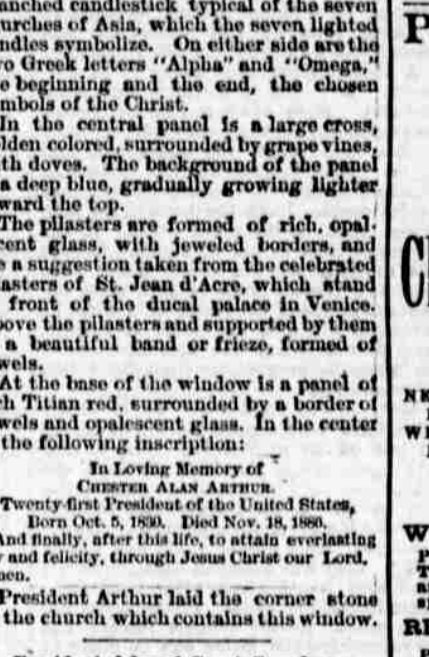 anched candlestick typical of the seven
urches of Asia, which the seven lighted
ndles symbolize. On either side are the
o Greek letters "Alpha" and "Omega,"
e beginning and the end, the chosen
mbols of the Christ.
In the central panel is a large cross,
lden colored, surrounded by grape vines,
th doves. The background of the panel
a deep blue, gradually growing lighter
ward the top.
The pilasters are formed of rich, opal-
cent glass, with jeweled borders, and
e a suggestion taken from the celebrated
asters of St. Jean d'Acre, which stand
front of the ducal palace in Venice.
ove the pilasters and supported by them
a beautiful band or frieze, formed of
wels.
At the base of the window is a panel of
ch Titian red, surrounded by a border of
wels and opalescent glass. In the center
the following inscription:
In Loving Memory of
CHESTER ALAN ARTHUR.
Twenty-first President of the United States,
Born Oct. 5, 1830. Died Nov. 18, 1886.
And finally, after this life, to attain everlasting
y and felicity, through Jesus Christ our Lord.
nen.
President Arthur laid the corner stone
the church which contains this window.